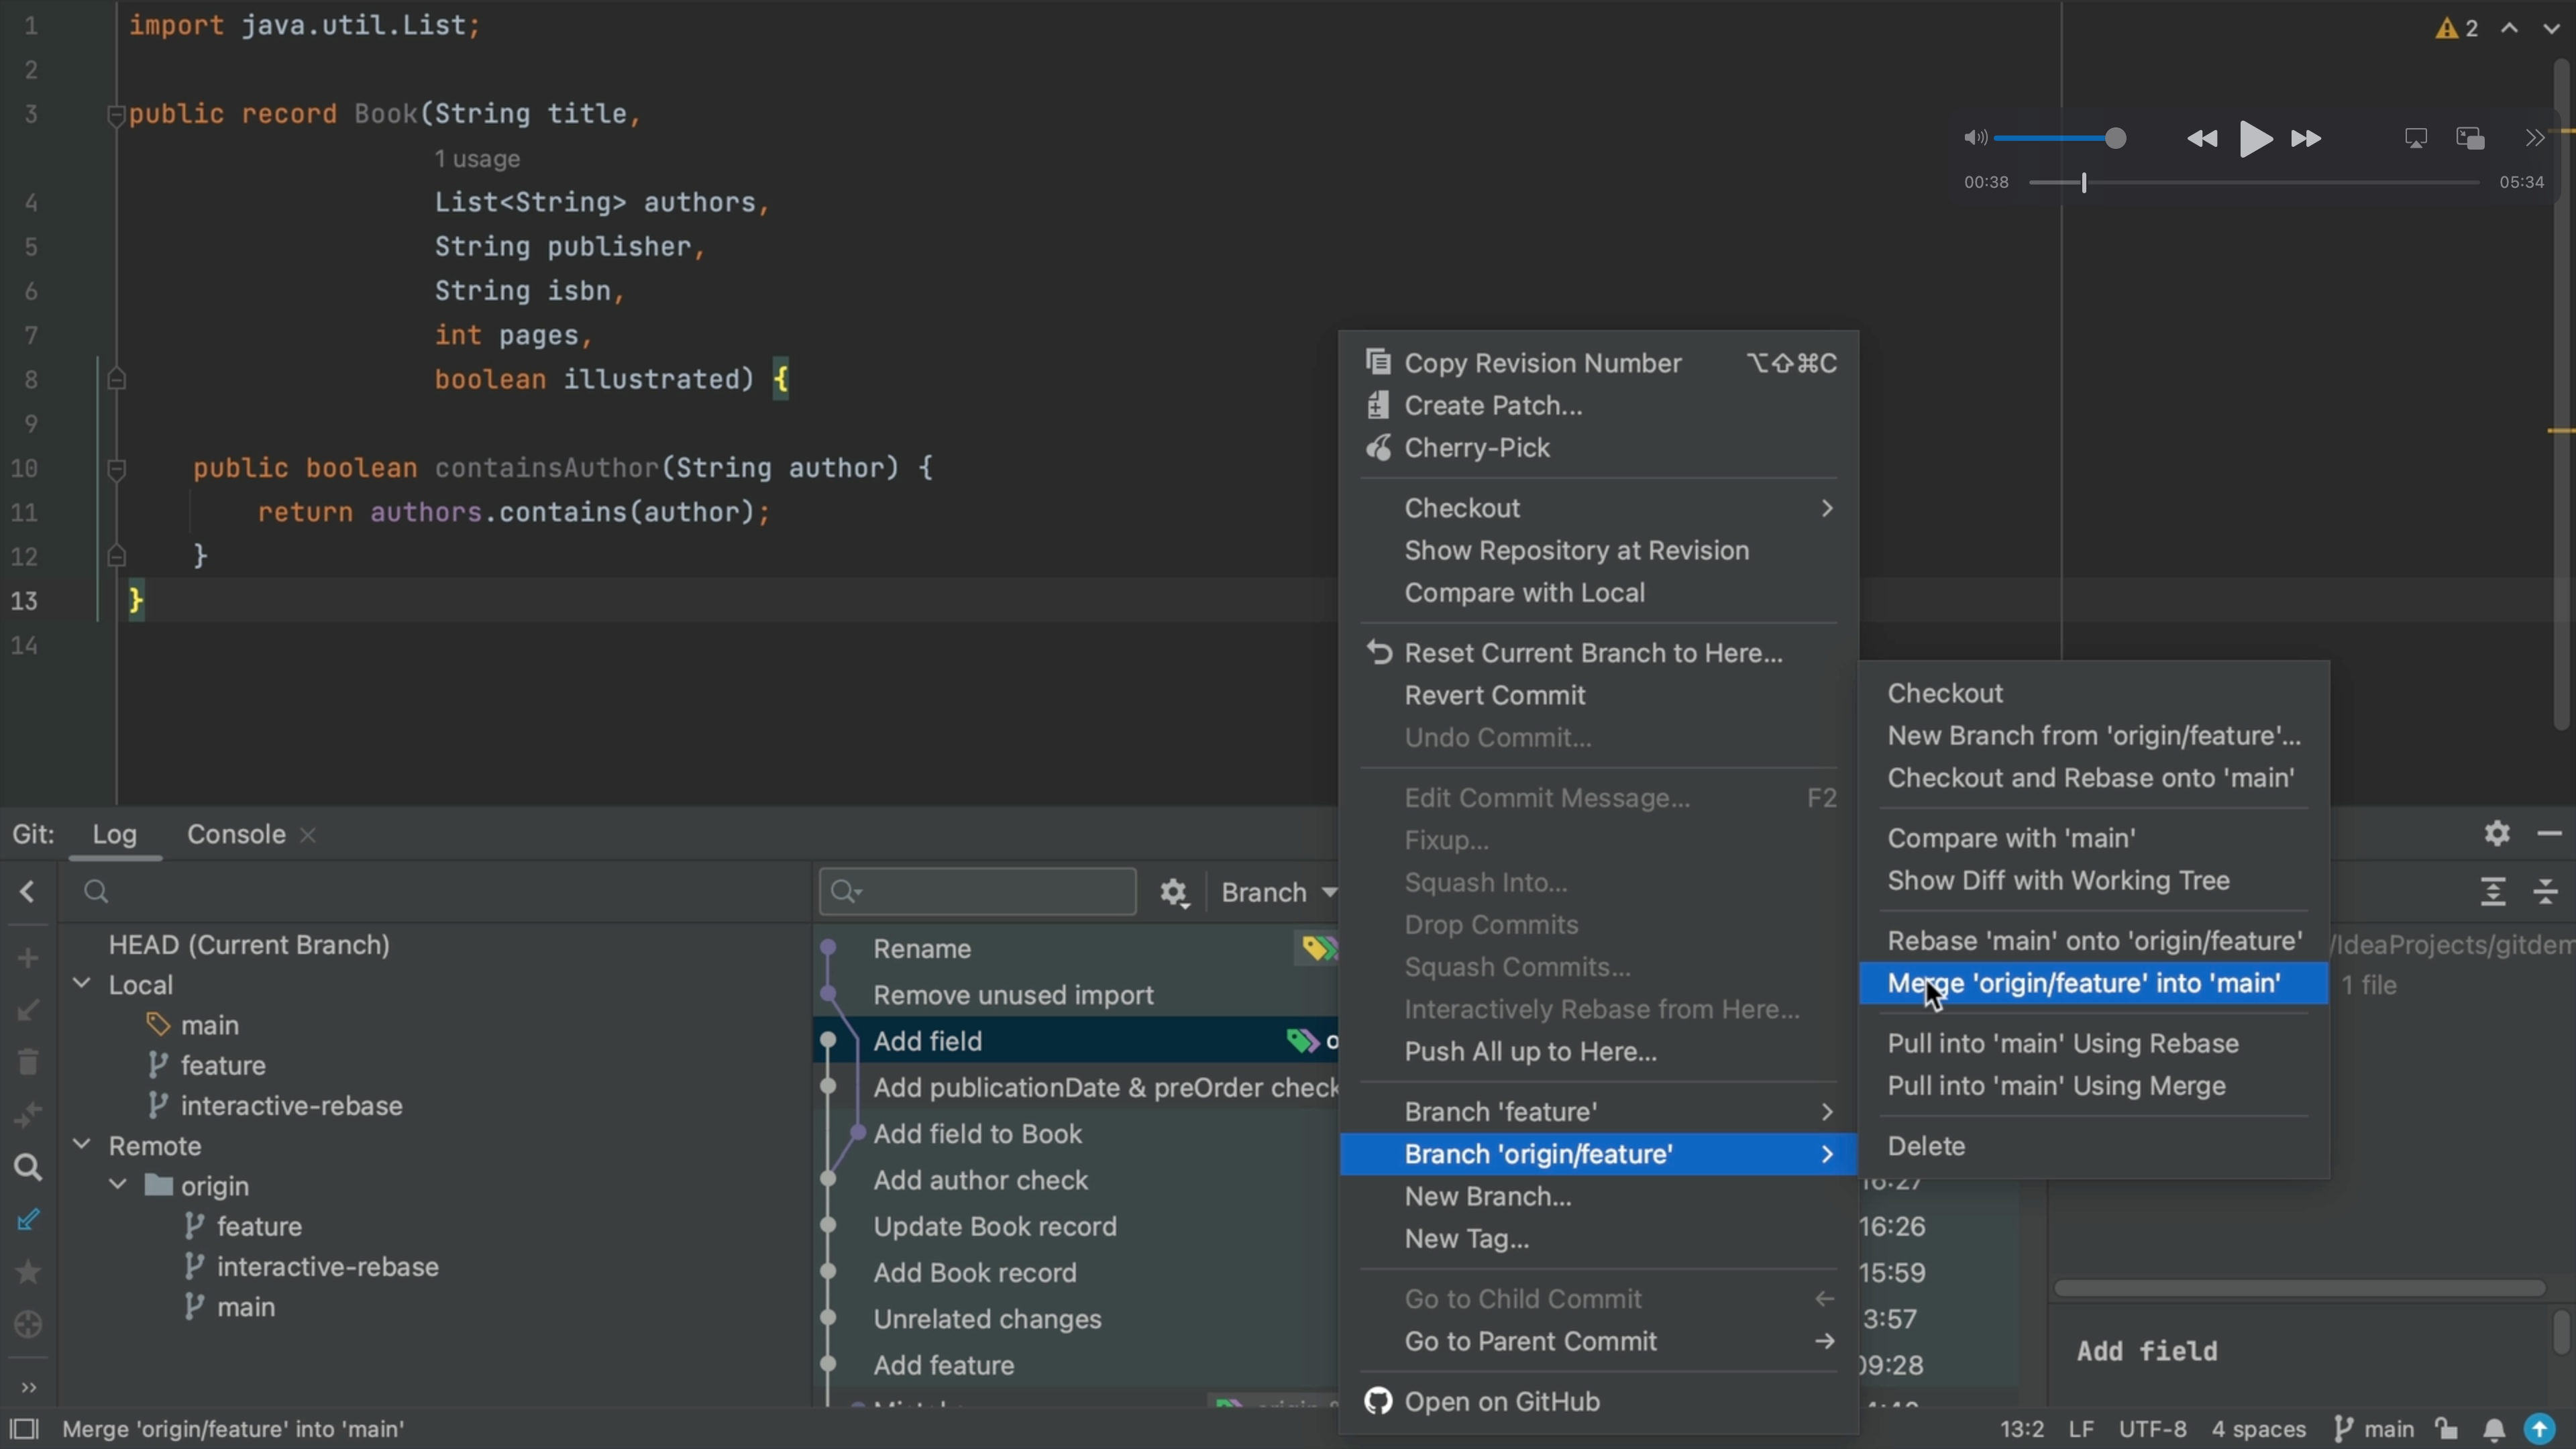 1 import java.util.List;
2
3 public record Book(String title,
1 usage
4 List<String> authors,
5 String publisher,
6 String isbn,
7 int pages,
8 boolean illustrated) {
9
10 public boolean containsAuthor(String author) {
11 return authors.contains(author);
12 }
13 }
14
2
00:38 05:34
Copy Revision Number ⌥⇧⌘C
Create Patch...
Cherry-Pick
Checkout
Show Repository at Revision
Compare with Local
Reset Current Branch to Here...
Revert Commit
Undo Commit...
Edit Commit Message... F2
Fixup...
Squash Into...
Drop Commits
Squash Commits...
Interactively Rebase from Here...
Push All up to Here...
Branch 'feature'
Branch 'origin/feature'
New Branch...
New Tag...
Go to Child Commit ←
Go to Parent Commit →
Open on GitHub
Checkout
New Branch from 'origin/feature'...
Checkout and Rebase onto 'main'
Compare with 'main'
Show Diff with Working Tree
Rebase 'main' onto 'origin/feature'
Merge 'origin/feature' into 'main'
Pull into 'main' Using Rebase
Pull into 'main' Using Merge
Delete
Git: Log Console
HEAD (Current Branch)
Local
main
feature
interactive-rebase
Remote
origin
feature
interactive-rebase
main
Branch
Rename
Remove unused import
Add field
Add publicationDate & preOrder check
Add field to Book
Add author check
Update Book record
Add Book record
Unrelated changes
Add feature
16:27
16:26
15:59
3:57
09:28
/IdeaProjects/gitdem
1 file
Add field
Merge 'origin/feature' into 'main'
13:2 LF UTF-8 4 spaces main